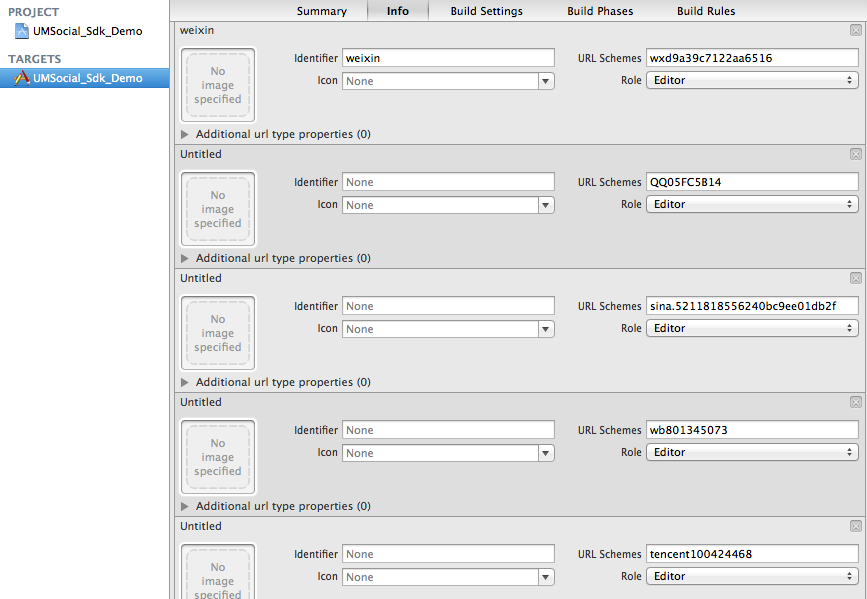 PROJECT
UMSocial_Sdk_Demo
TARGETS
UMSocial_Sdk_Demo
Summary Info Build Settings Build Phases Build Rules
weixin
No image specified
Identifier weixin URL Schemes wxd9a39c7122aa6516
Icon None Role Editor
Additional url type properties (0)
Untitled
No image specified
Identifier None URL Schemes QQ05FC5B14
Icon None Role Editor
Additional url type properties (0)
Untitled
No image specified
Identifier None URL Schemes sina.5211818556240bc9ee01db2f
Icon None Role Editor
Additional url type properties (0)
Untitled
No image specified
Identifier None URL Schemes wb801345073
Icon None Role Editor
Additional url type properties (0)
Untitled
No image specified
Identifier None URL Schemes tencent100424468
Icon None Role Editor